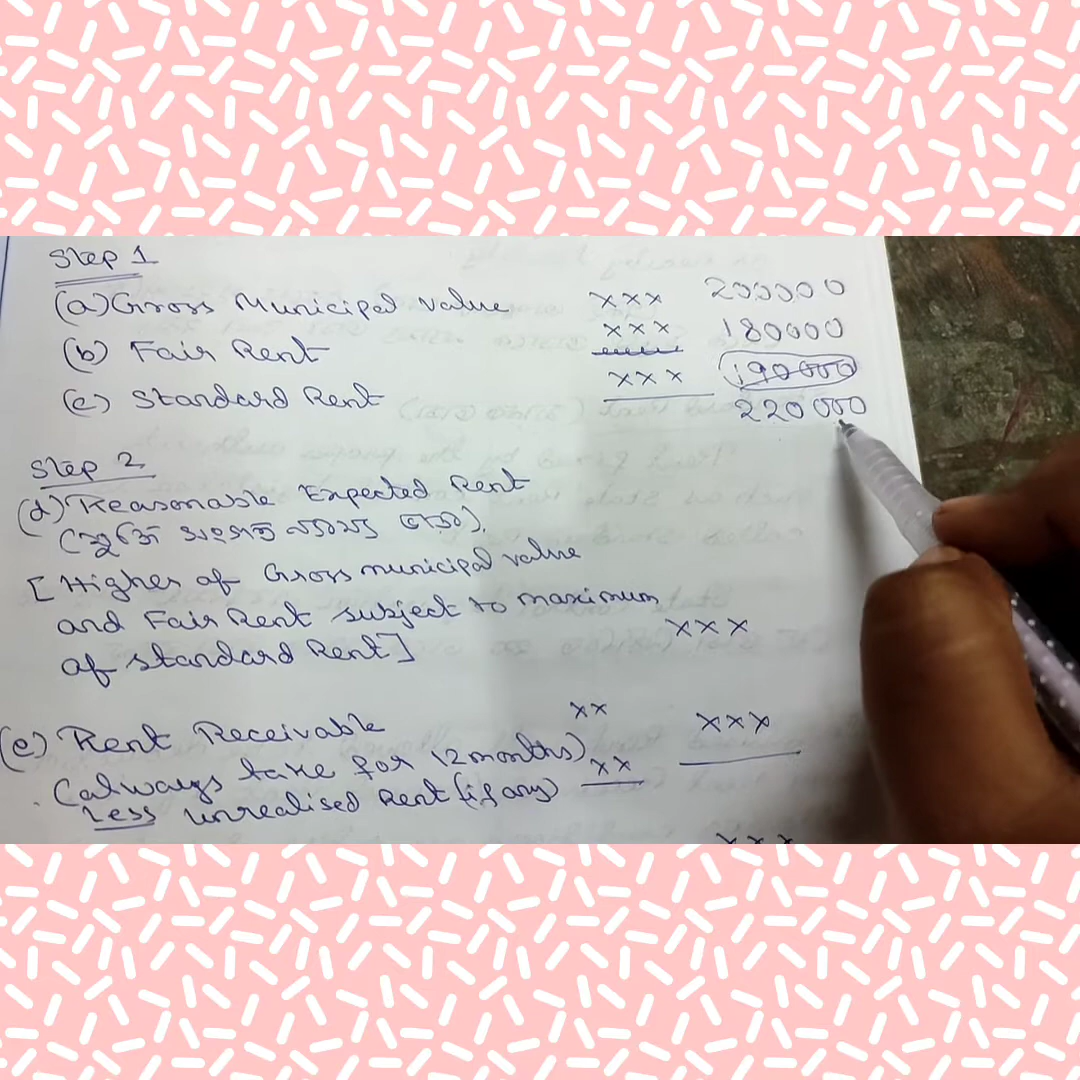 Step 1
(a) Gross Municipal value xxx 200000
(b) Fair Rent xxx 180000
(c) Standard Rent xxx 190000
220000
Step 2
(d) Reasonable Expected Rent
[Higher of Gross municipal value
and Fair Rent subject to maximum
of standard Rent] xxx
(e) Rent Receivable xx xxx
(always take for 12 months)
Less unrealised Rent (if any) xx
xxx